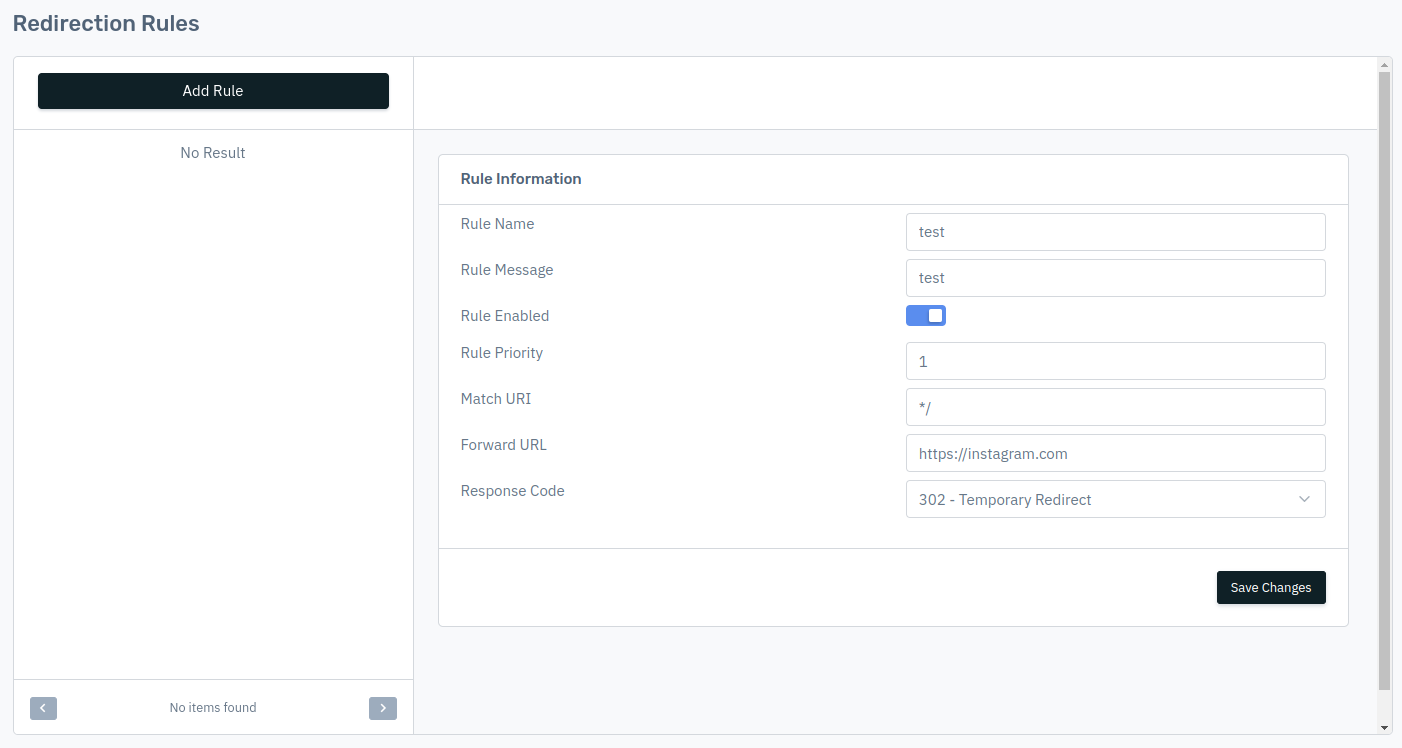 Redirection Rules
Add Rule
No Result
No items found
Rule Information
Rule Name
test
Rule Message
test
Rule Enabled
Rule Priority
1
Match URI
*/
Forward URL
https://instagram.com
Response Code
302 - Temporary Redirect
Save Changes